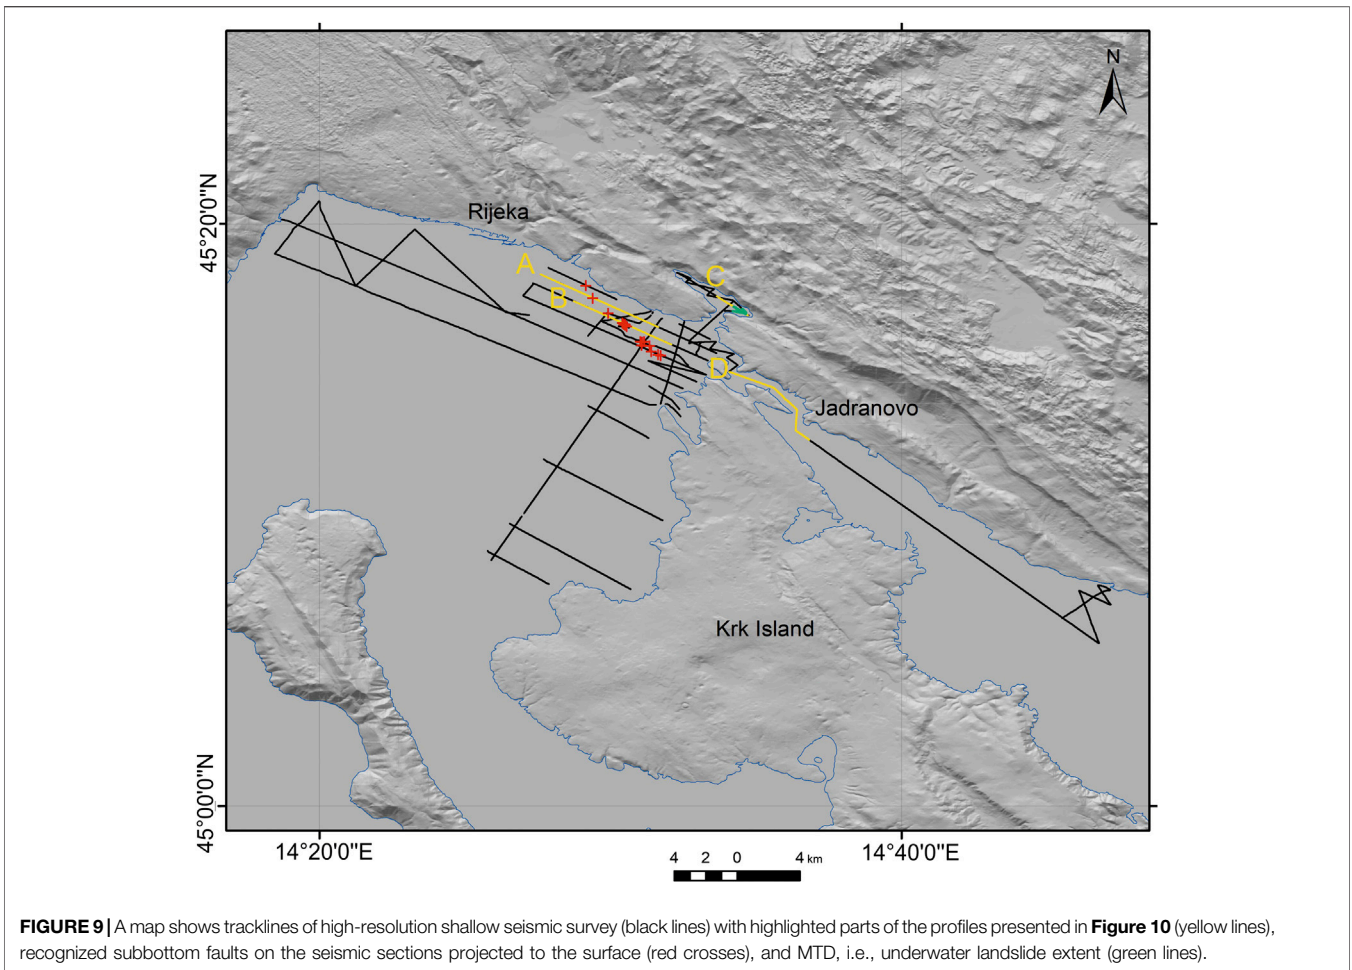 N
45°20'0"N
Rijeka
A
B
C
D
Jadranovo
Krk Island
45°00'0"N
14°20'0"E
14°40'0"E
4 2 0 4 km
FIGURE 9 | A map shows tracklines of high-resolution shallow seismic survey (black lines) with highlighted parts of the profiles presented in Figure 10 (yellow lines),
recognized subbottom faults on the seismic sections projected to the surface (red crosses), and MTD, i.e., underwater landslide extent (green lines).